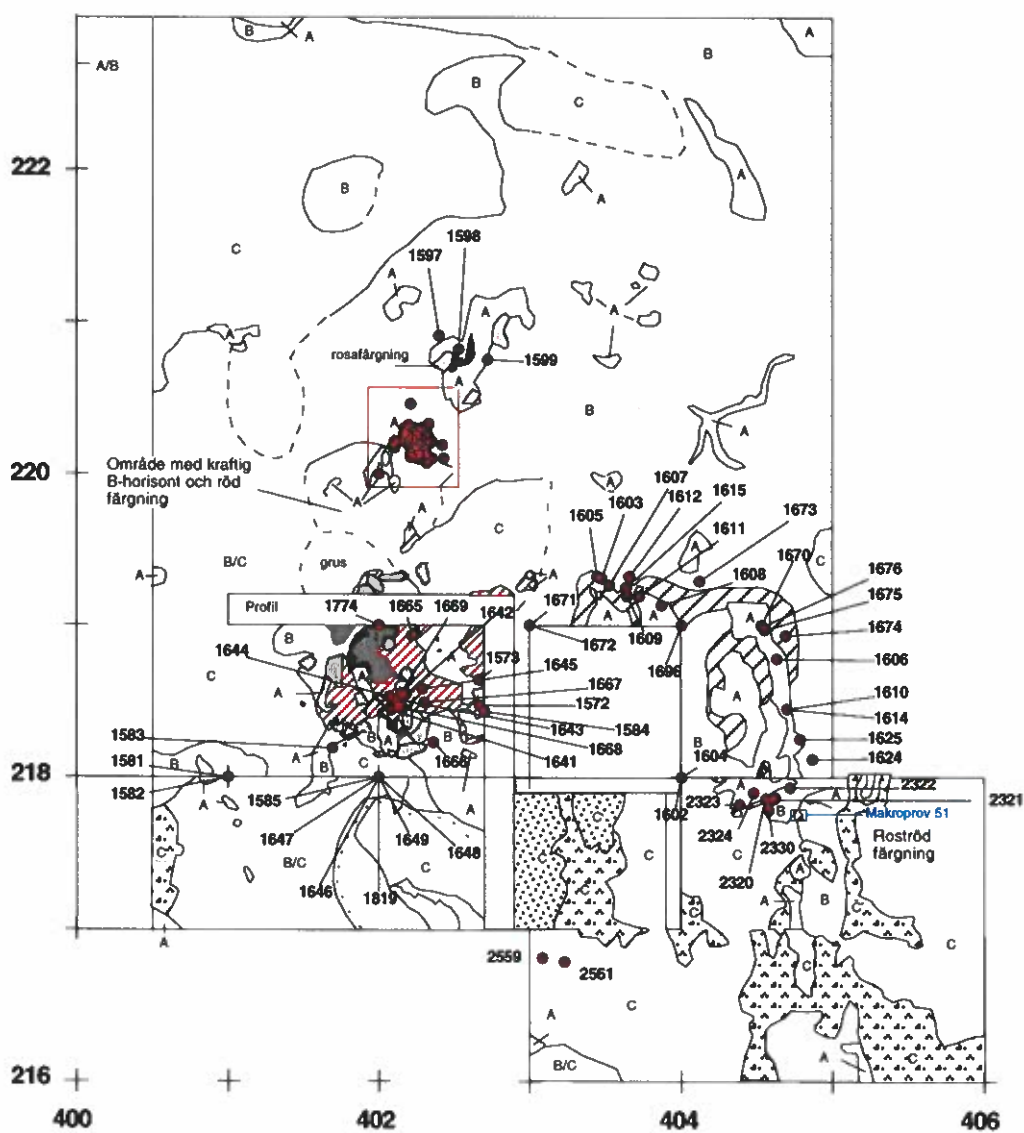 B A A
A/B B
B C
222
B A
A
C
1598
1597
A
A A
A
rosafärgning 1599
A
B
A A
220
Område med kraftig
B-horisont och röd
färgning
A A
1607
1603 1612 1615
1605 1611 1673
C
A 1670 C
B/C grus 1608 1676
A A
Profil 1774 1665 1669 1642 1671 1675
A 1609 A 1674
B 1672
1644 1573
A 1645 1606
C 1667
A A 1572 1610
A
1643 1584 1614
1583 B A B 1668 B 1625
1581 B A B C 1666 1641 1604 1624
218
1582 A 1585 A 2322
1602 2323 A A 2321
1647 1649 B Makroprov 51
1648 2324 2330 Roströd
färgning
C B/C C C C C 2320
A
1646 1819 C C A B C
A C
2559 2561 C
A C
A C
B/C
216
400 402 404 406